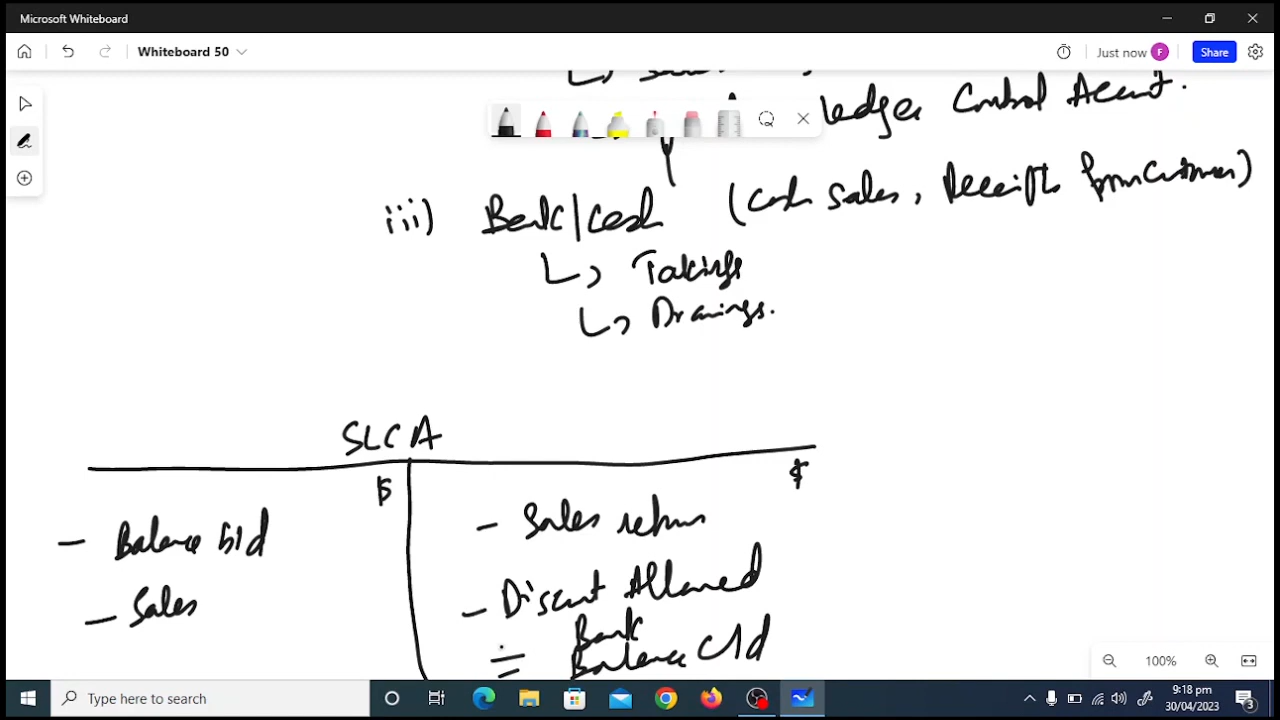 Microsoft Whiteboard
Whiteboard 50
Just now
F
Share
ledger Control Account.
iii) Bank/Cash (Cash sales, Receipts from Customers)
Takings
Drawings.
SLCA
$ $
- Balance b/d
- Sales
- Sales return
- Discount Allowed
- Bank
- Balance c/d
100%
Type here to search
9:18 pm
30/04/2023
3